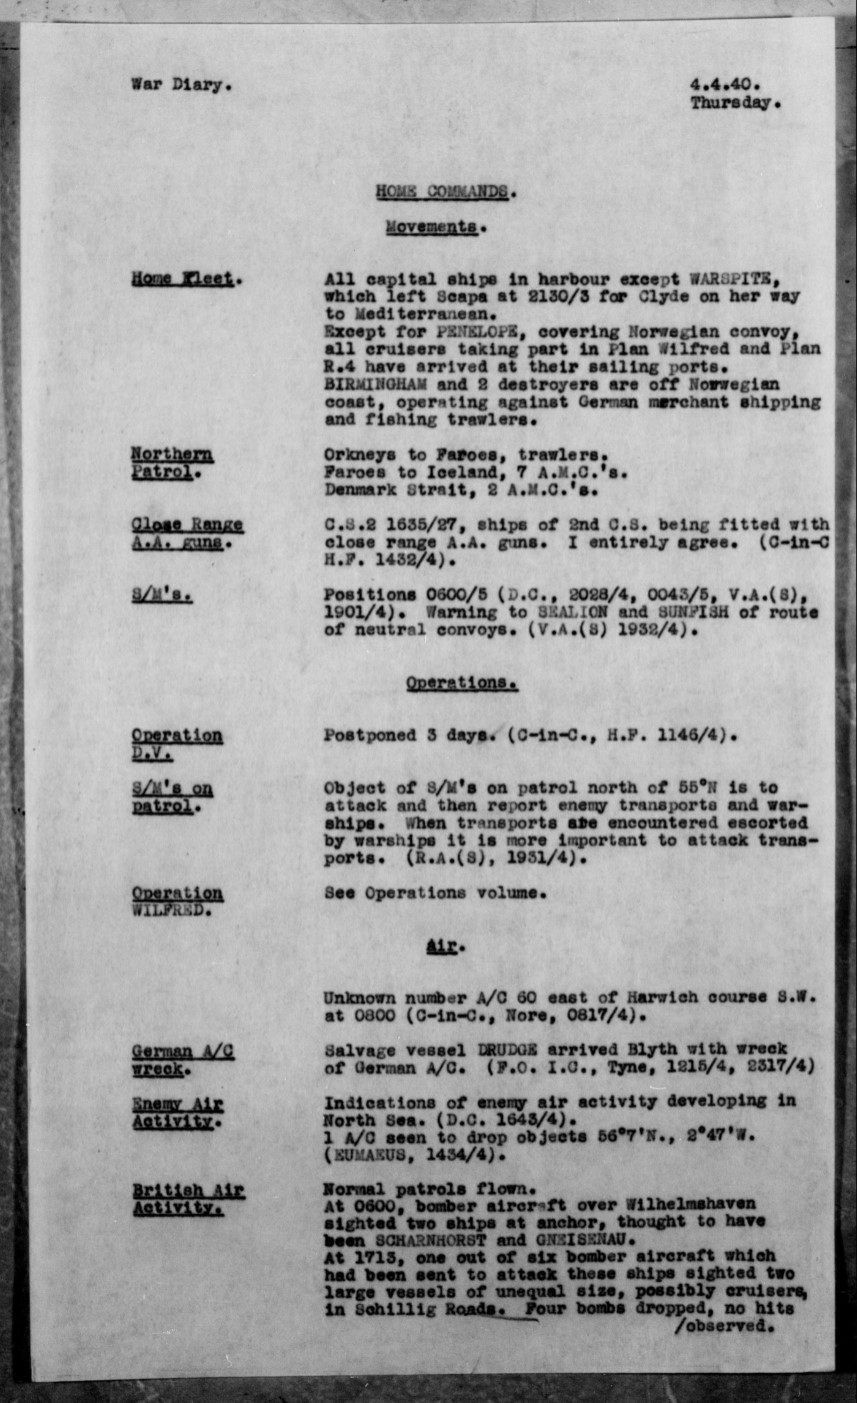 War Diary. 4.4.40.
Thursday.
HOME COMMANDS.
Movements.
Home Fleet. All capital ships in harbour except WARSPITE,
which left Scapa at 2130/3 for Clyde on her way
to Mediterranean.
Except for PENELOPE, covering Norwegian convoy,
all cruisers taking part in Plan Wilfred and Plan
R.4 have arrived at their sailing ports.
BIRMINGHAM and 2 destroyers are off Norwegian
coast, operating against German merchant shipping
and fishing trawlers.
Northern Orkneys to Faroes, trawlers.
Patrol. Faroes to Iceland, 7 A.M.C.'s.
Denmark Strait, 2 A.M.C.'s.
Close Range C.S.2 1635/27, ships of 2nd C.S. being fitted with
A.A. guns. close range A.A. guns. I entirely agree. (C-in-C
H.F. 1432/4).
S/M's. Positions 0600/5 (D.C., 2028/4, 0043/5, V.A.(S),
1901/4). Warning to SEALION and SUNFISH of route
of neutral convoys. (V.A.(S) 1932/4).
Operations.
Operation Postponed 3 days. (C-in-C., H.F. 1146/4).
D.V.
S/M's on Object of S/M's on patrol north of 55°N is to
patrol. attack and then report enemy transports and war-
ships. When transports are encountered escorted
by warships it is more important to attack trans-
ports. (R.A.(S), 1931/4).
Operation See Operations volume.
WILFRED.
Air.
Unknown number A/C 60 east of Harwich course S.W.
at 0800 (C-in-C., Nore, 0817/4).
German A/C Salvage vessel DRUDGE arrived Blyth with wreck
wreck. of German A/C. (F.O. I.C., Tyne, 1215/4, 2317/4)
Enemy Air Indications of enemy air activity developing in
Activity. North Sea. (D.C. 1643/4).
1 A/C seen to drop objects 56°7'N., 2°47'W.
(EUMAEUS, 1434/4).
British Air Normal patrols flown.
Activity. At 0600, bomber aircraft over Wilhelmshaven
sighted two ships at anchor, thought to have
been SCHARNHORST and GNEISENAU.
At 1713, one out of six bomber aircraft which
had been sent to attack these ships sighted two
large vessels of unequal size, possibly cruisers,
in Schillig Roads. Four bombs dropped, no hits
/observed.